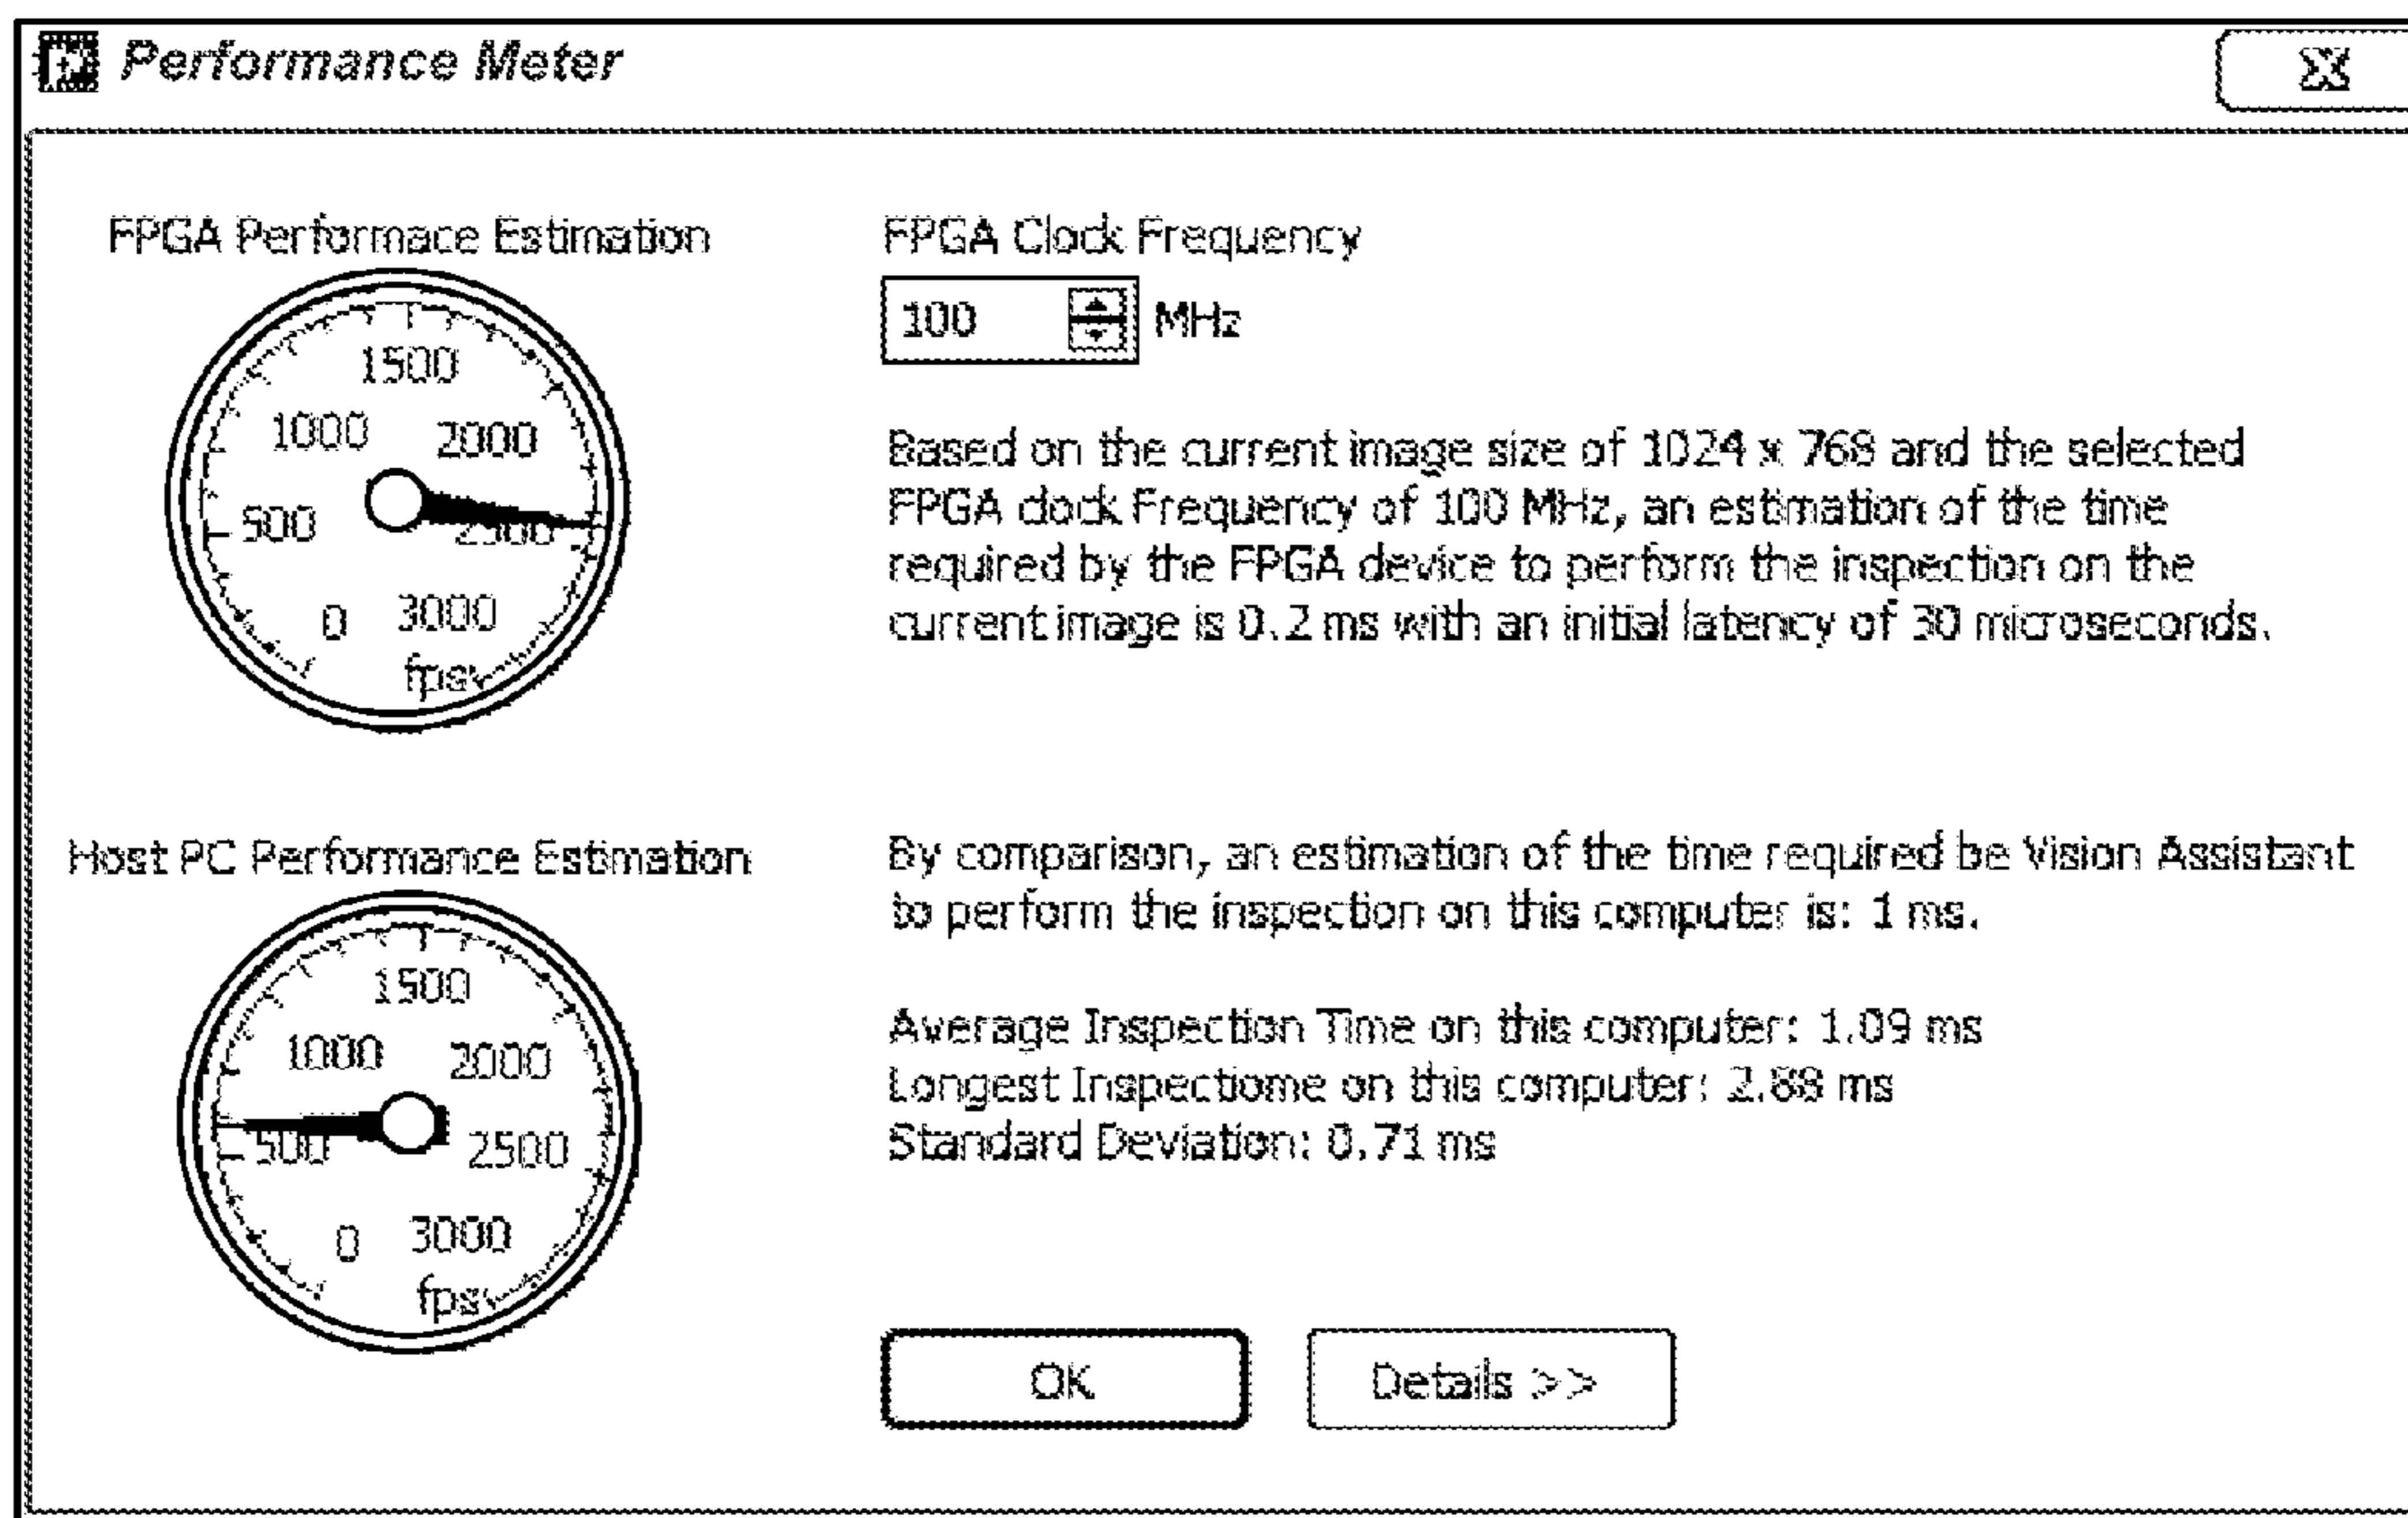 Performance Meter
FPGA Performace Estimation
1500
1000
2000
500
2500
0
3000
fps
FPGA Clock Frequency
100 MHz
Based on the current image size of 1024 x 768 and the selected
FPGA clock Frequency of 100 MHz, an estimation of the time
required by the FPGA device to perform the inspection on the
current image is 0.2 ms with an initial latency of 30 microseconds.
Host PC Performance Estimation
1500
1000
2000
500
2500
0
3000
fps
By comparison, an estimation of the time required be Vision Assistant
to perform the inspection on this computer is: 1 ms.
Average Inspection Time on this computer: 1.09 ms
Longest Inspectiome on this computer: 2.88 ms
Standard Deviation: 0.71 ms
OK
Details >>